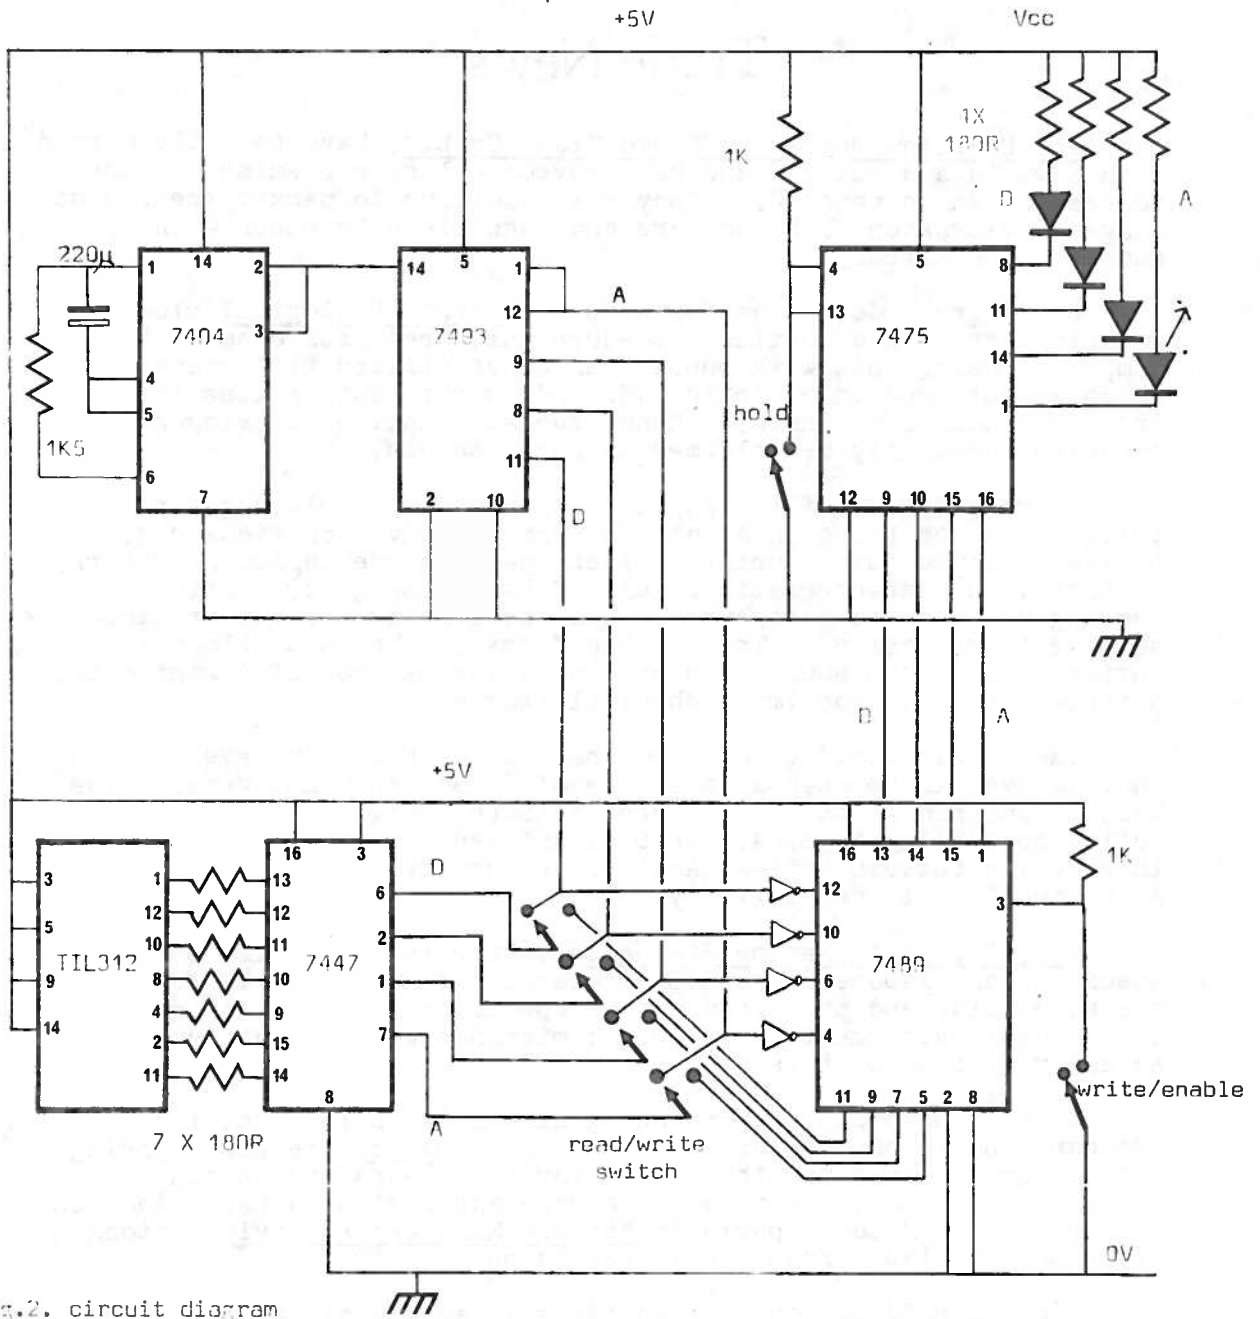 +5V Vcc
1X
180R
1K
D A
220µ
1 14 2
14 5 1
4 5 8
7404
3
7493
12 A
13 7475 11
9
14
4
5
8
1
hold
1K5
6
11
7
2 10
12 9 10 15 16
D
D A
+5V
16 3
16 13 14 15 1
1K
3 1 13 6 D
12
3
12 12
5
2
10 11
10
TIL312 7447 7489
9 8 10 1
6
4 9
14
7
4
2 15
11 14
8
11 9 7 5 2 8
write/enable
7 X 180R
A
read/write
switch
0V
.2. circuit diagram